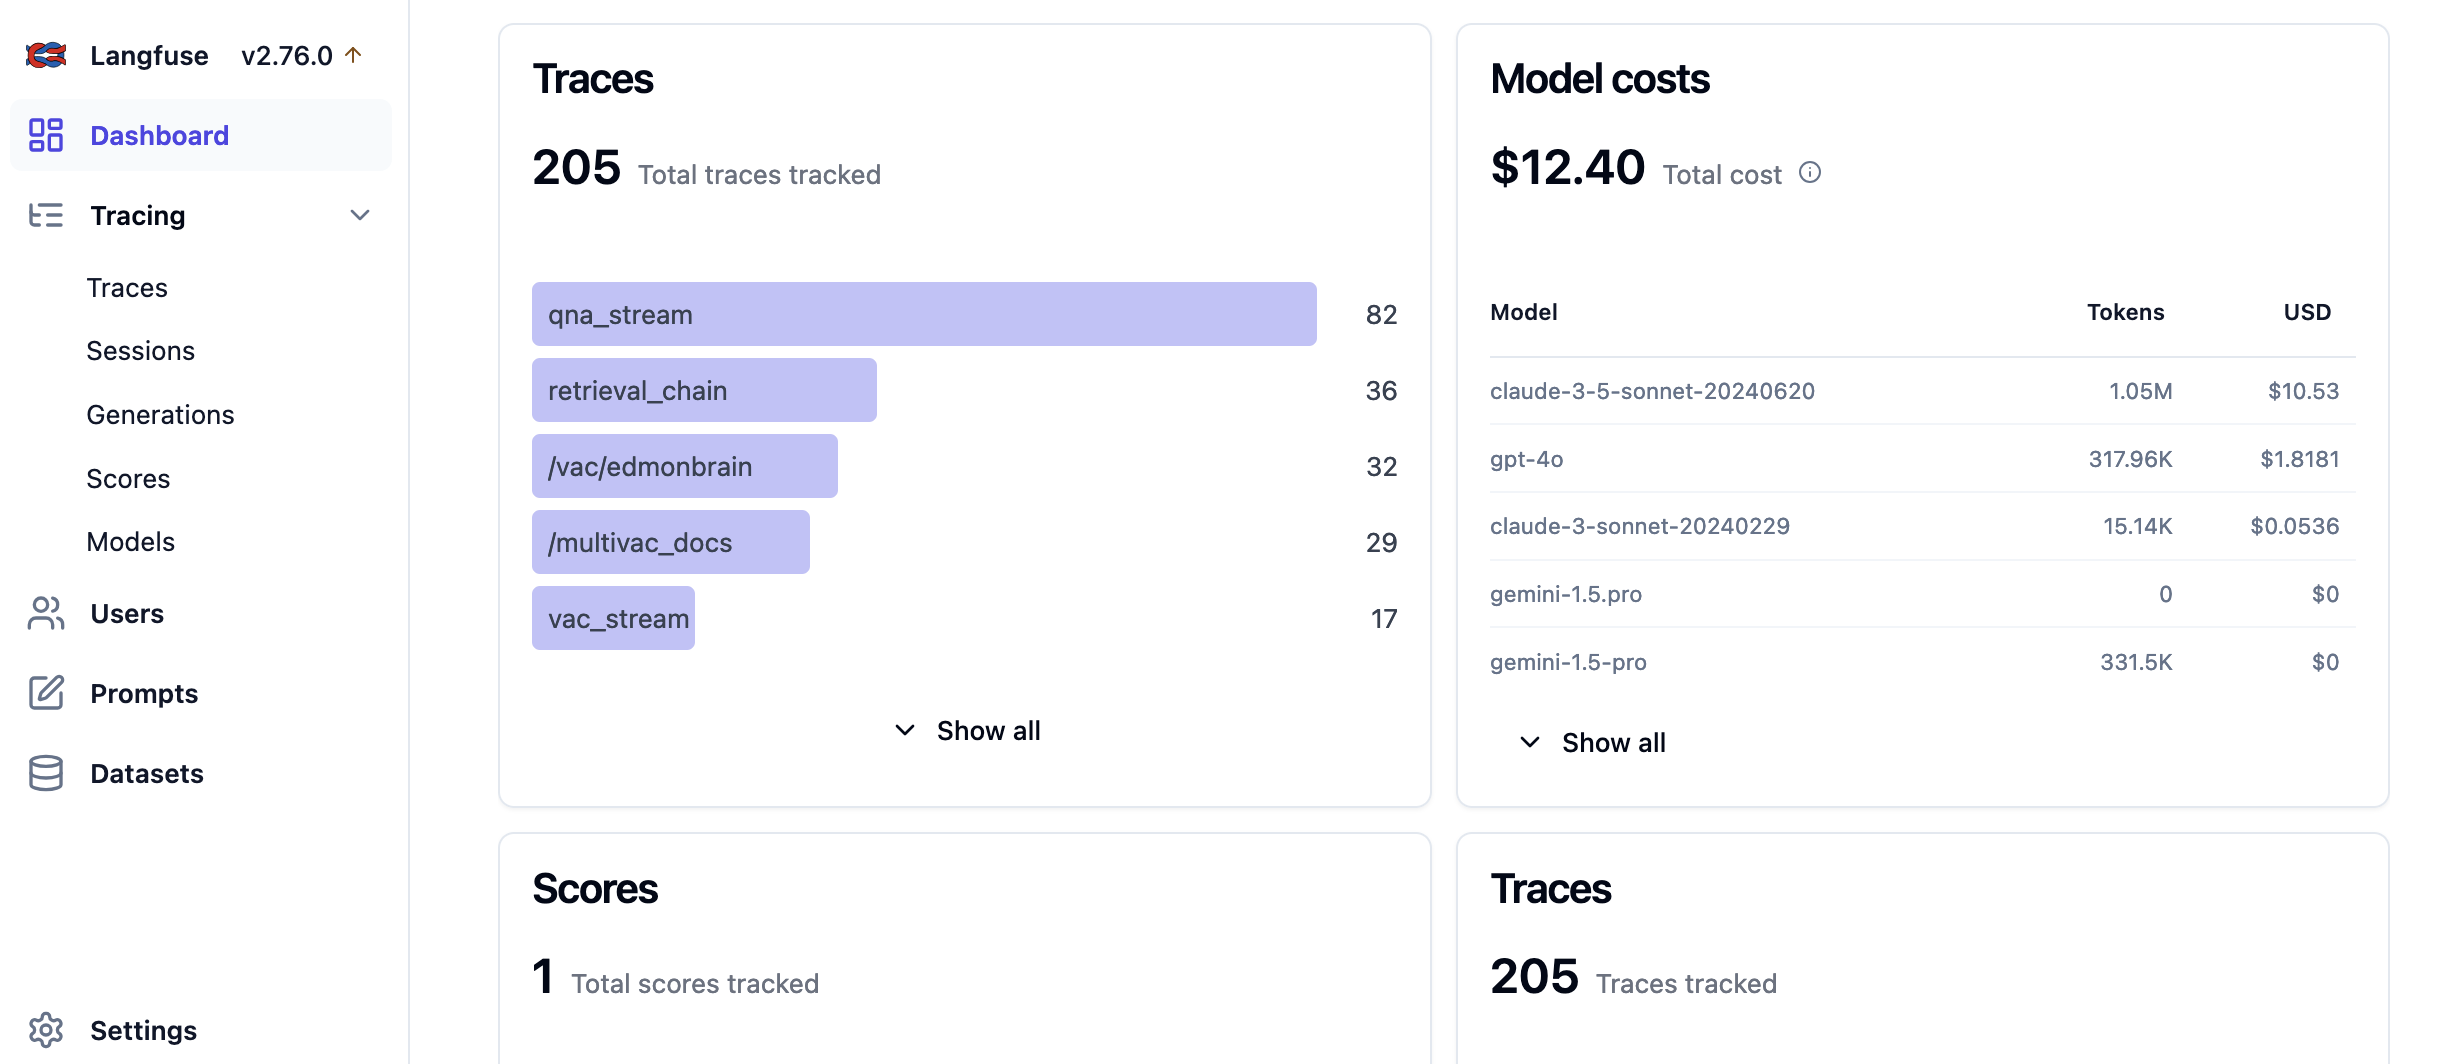 Langfuse v2.76.0
Dashboard
Tracing
Traces
Sessions
Generations
Scores
Models
Users
Prompts
Datasets
Settings
Traces
205 Total traces tracked
qna_stream 82
retrieval_chain 36
/vac/edmonbrain 32
/multivac_docs 29
vac_stream 17
Show all
Model costs
$12.40 Total cost
Model Tokens USD
claude-3-5-sonnet-20240620 1.05M $10.53
gpt-4o 317.96K $1.8181
claude-3-sonnet-20240229 15.14K $0.0536
gemini-1.5.pro 0 $0
gemini-1.5-pro 331.5K $0
Show all
Scores
1 Total scores tracked
Traces
205 Traces tracked